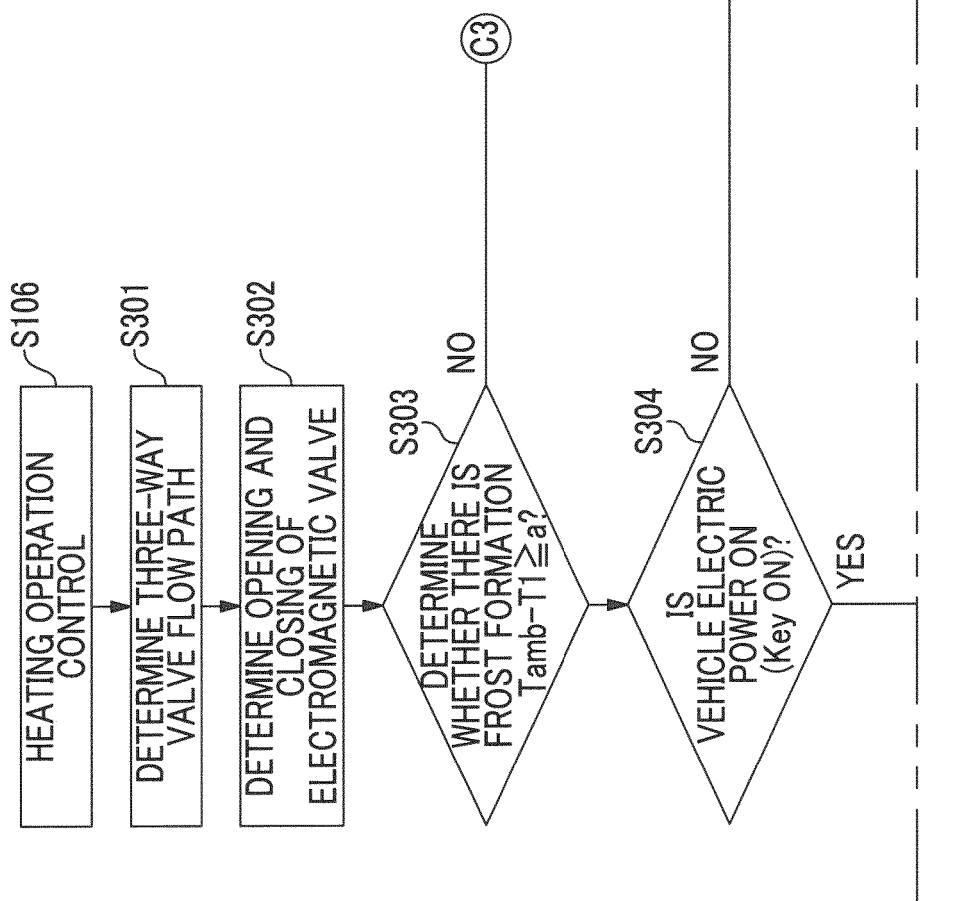 S106
HEATING OPERATION
CONTROL
S301
DETERMINE THREE-WAY
VALVE FLOW PATH
S302
DETERMINE OPENING AND
CLOSING OF
ELECTROMAGNETIC VALVE
S303
DETERMINE
WHETHER THERE IS
FROST FORMATION
Tamb-T1≧a?
NO
C3
S304
IS
VEHICLE ELECTRIC
POWER ON
(Key ON)?
NO
YES